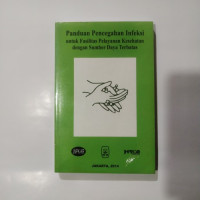 Panduan Pencegahan Infeksi
untuk Fasilitas Pelayanan Kesehatan
dengan Sumber Daya Terbatas